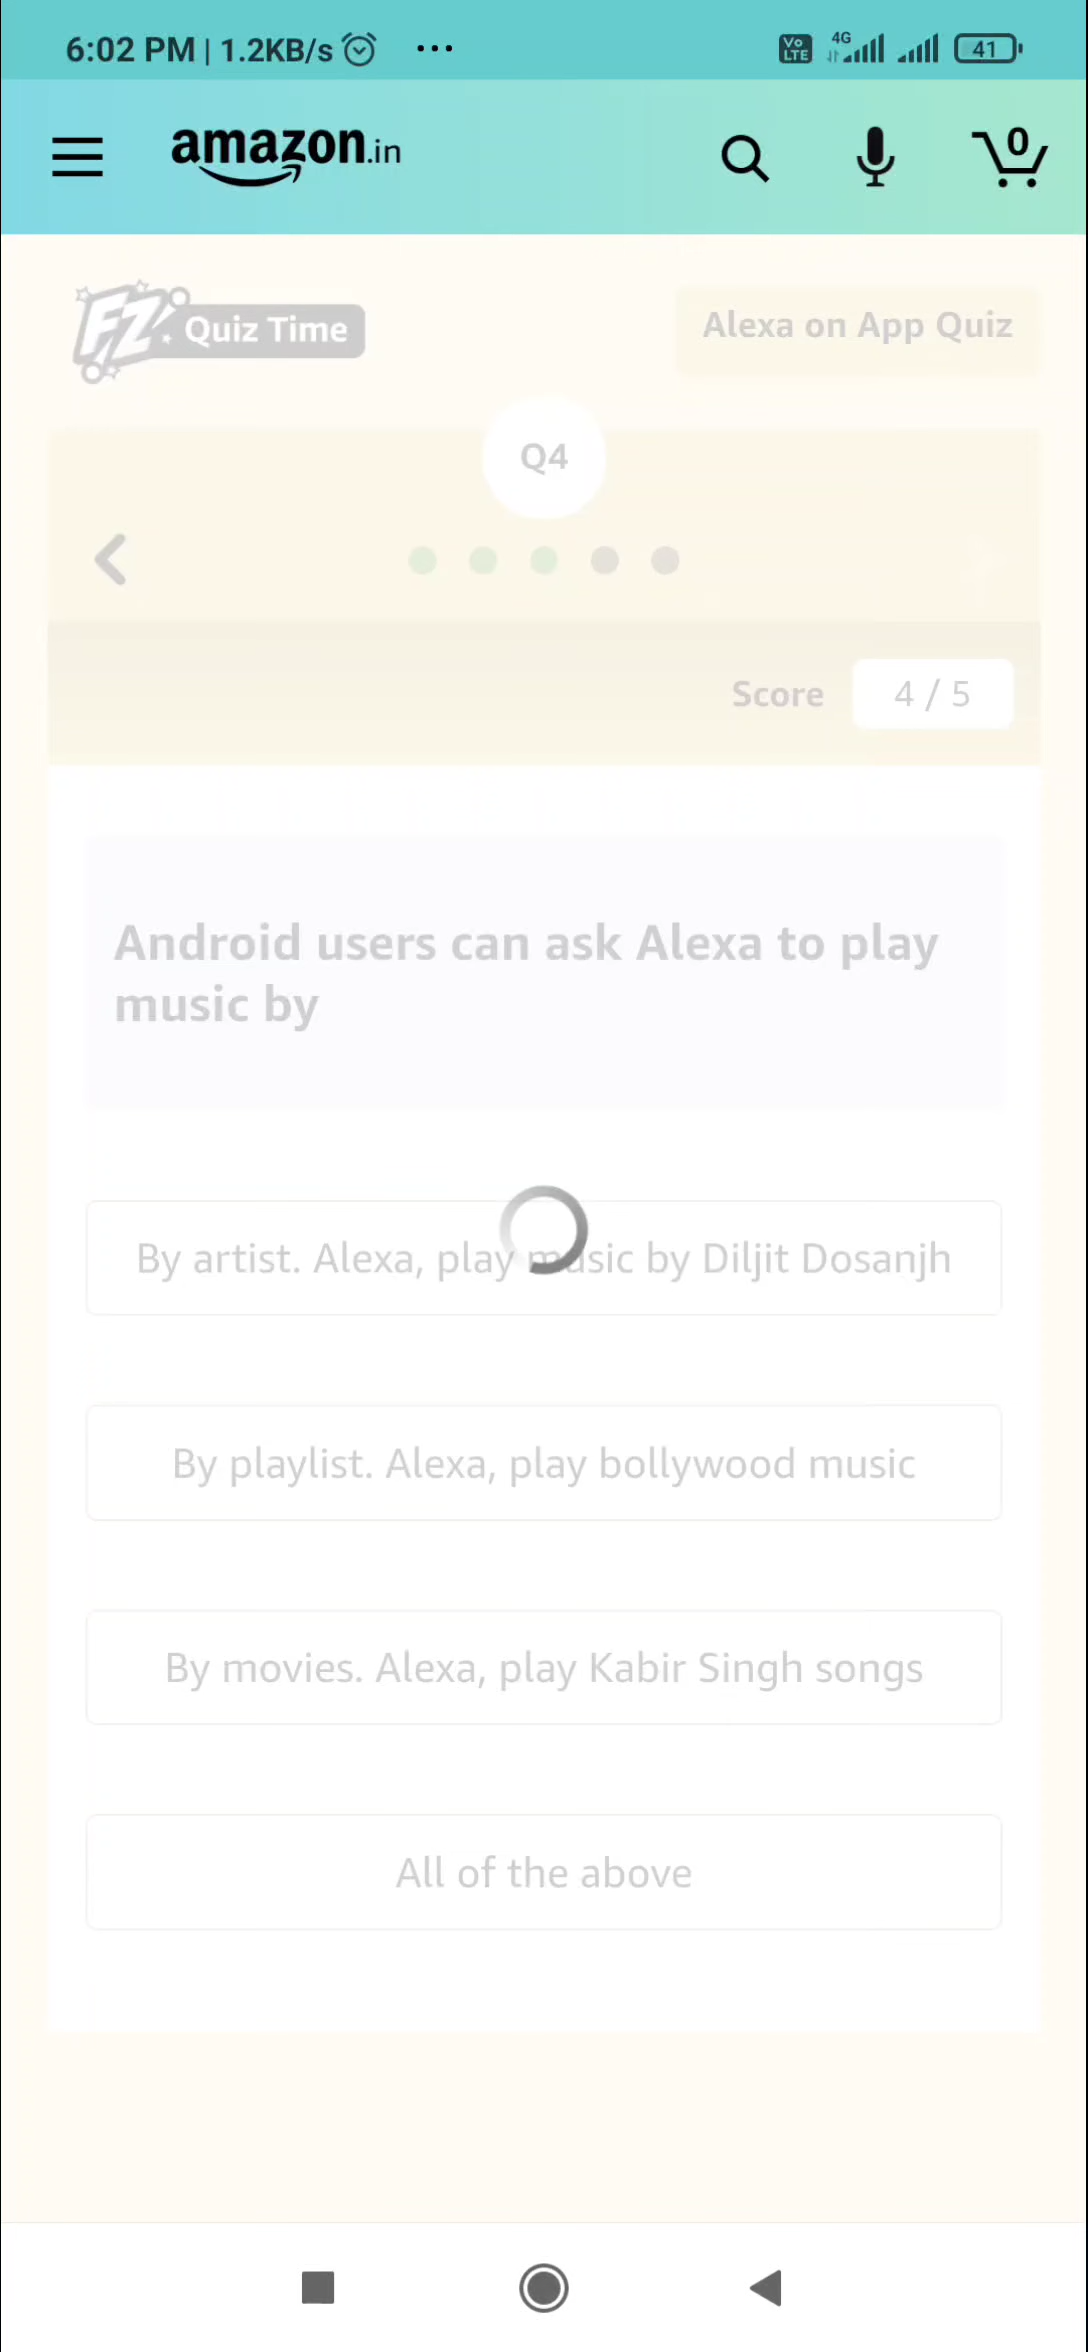 6:02 PM | 1.2KB/s ...
Vo LTE 4G 41
amazon.in
0
FZ Quiz Time
Alexa on App Quiz
Q4
Score 4 / 5
Android users can ask Alexa to play
music by
By artist. Alexa, play music by Diljit Dosanjh
By playlist. Alexa, play bollywood music
By movies. Alexa, play Kabir Singh songs
All of the above